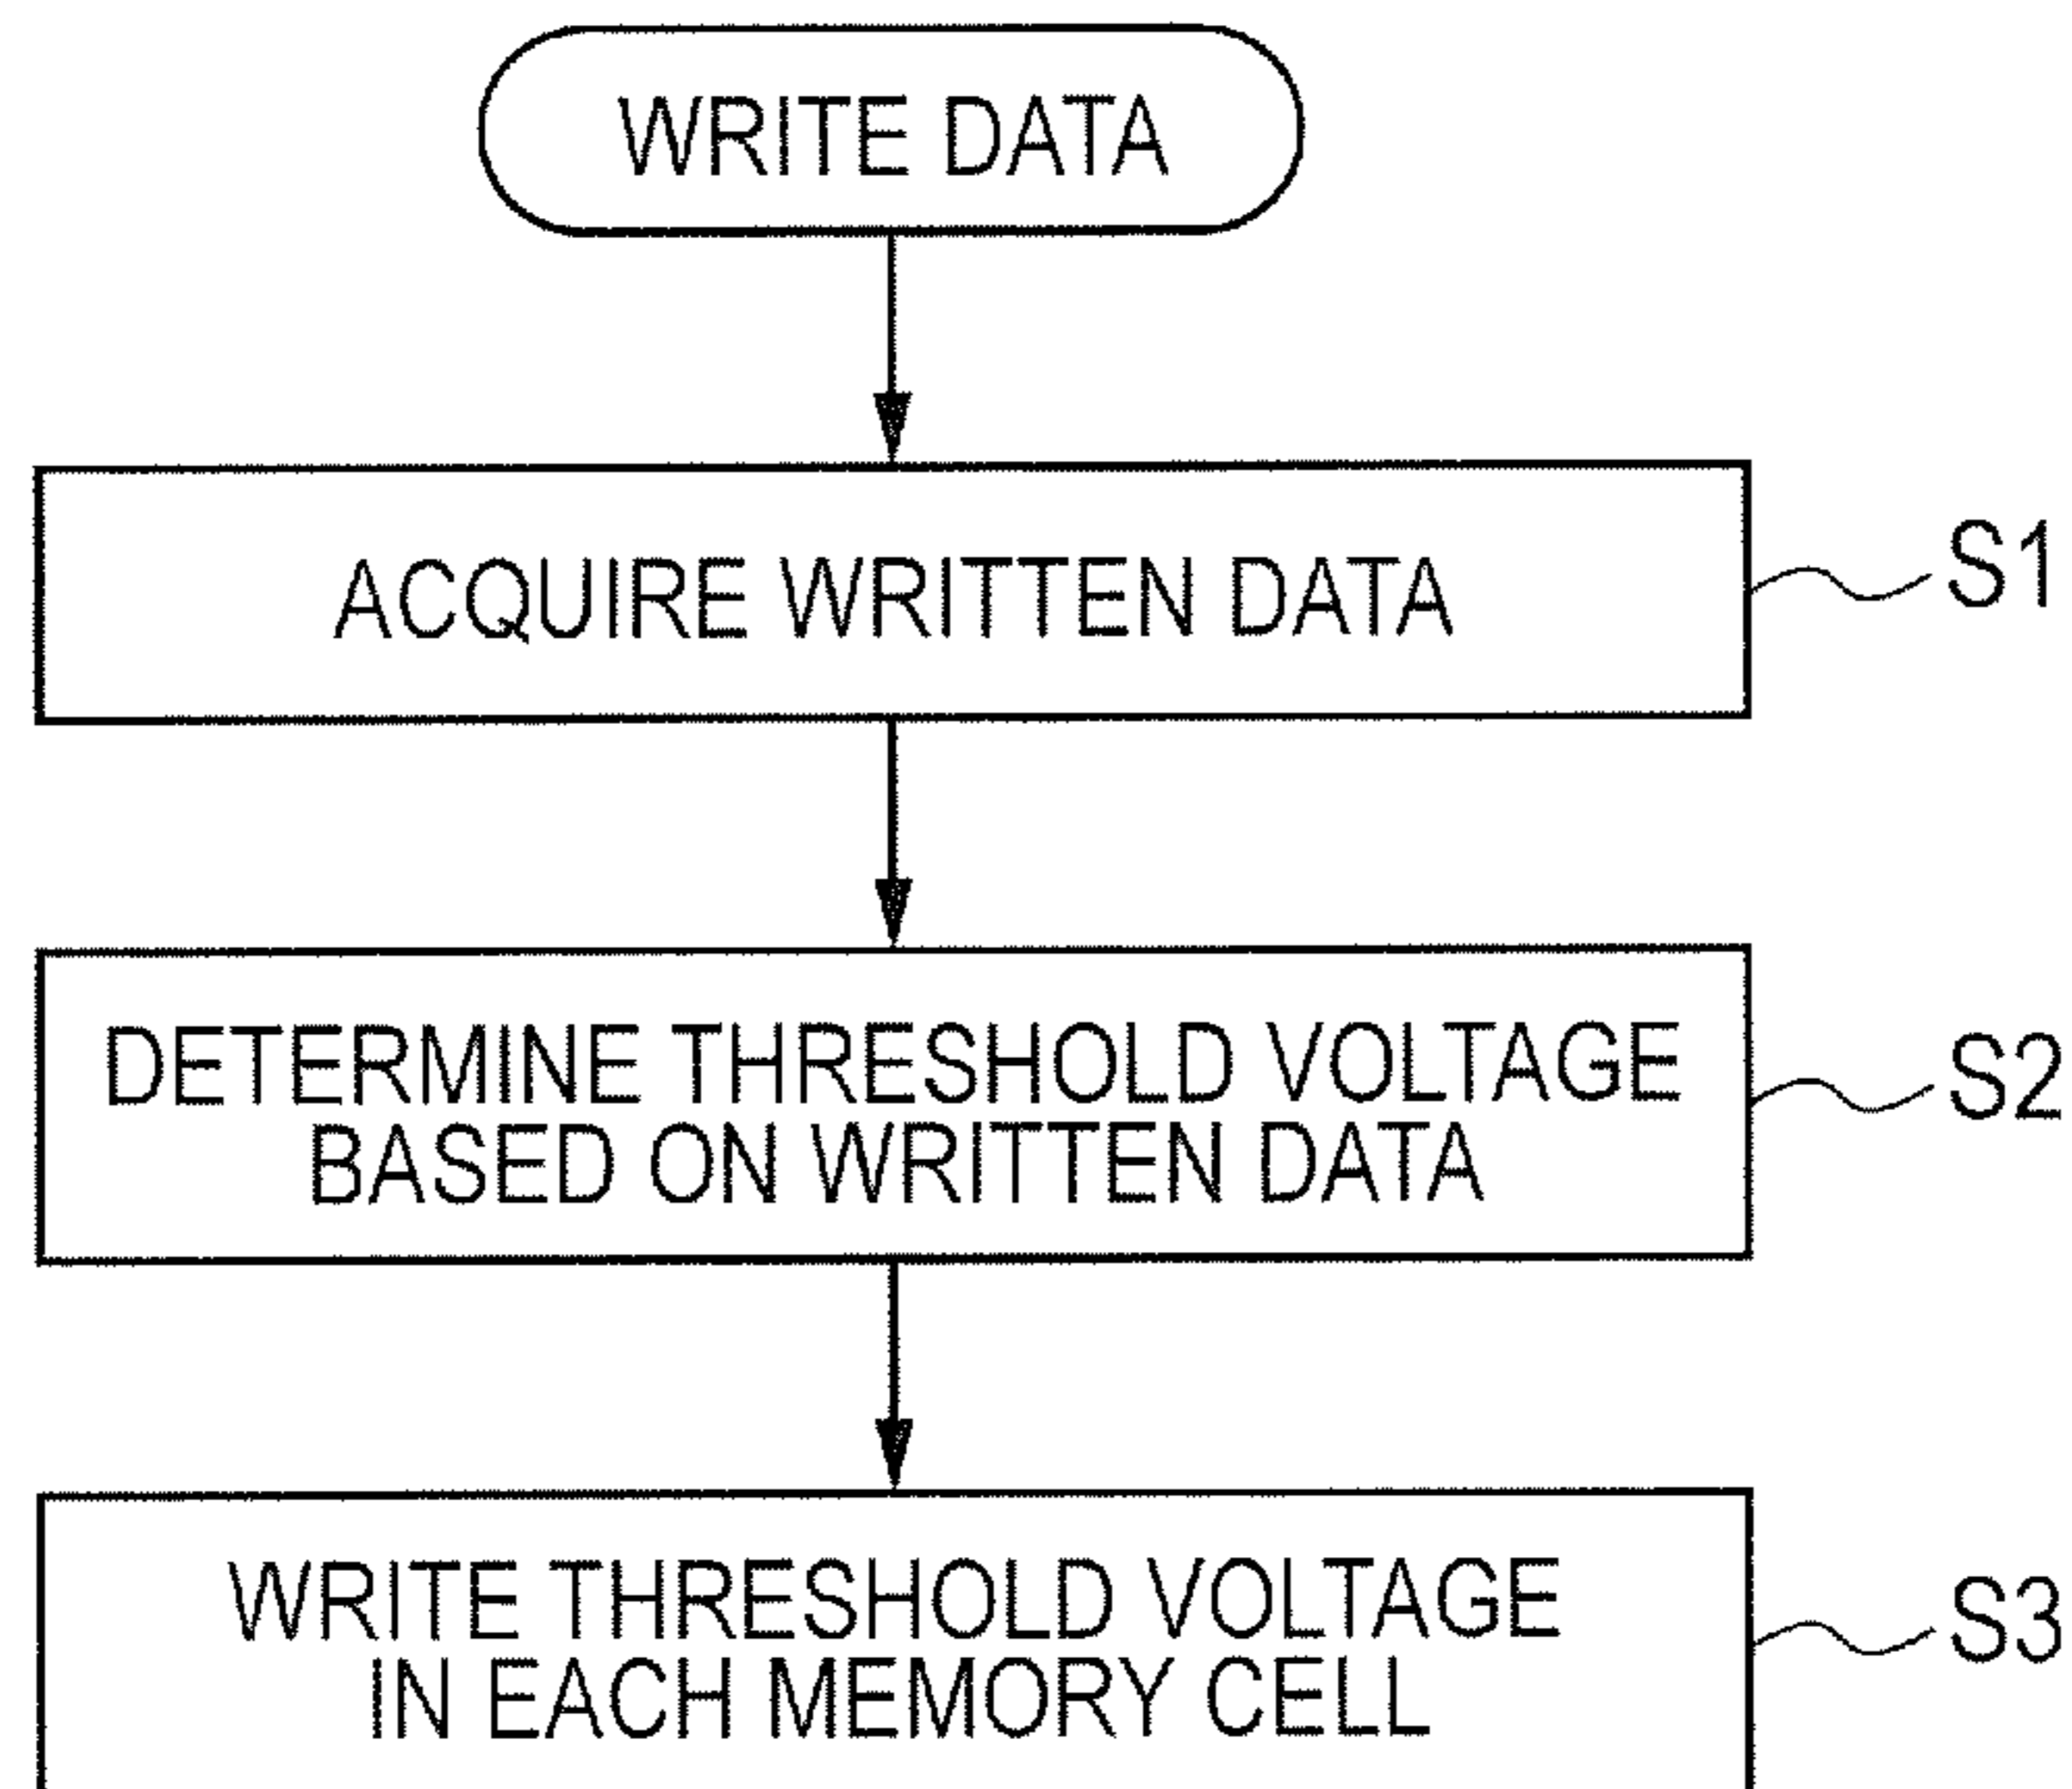 WRITE DATA
ACQUIRE WRITTEN DATA
S1
DETERMINE THRESHOLD VOLTAGE
BASED ON WRITTEN DATA
S2
WRITE THRESHOLD VOLTAGE
IN EACH MEMORY CELL
S3